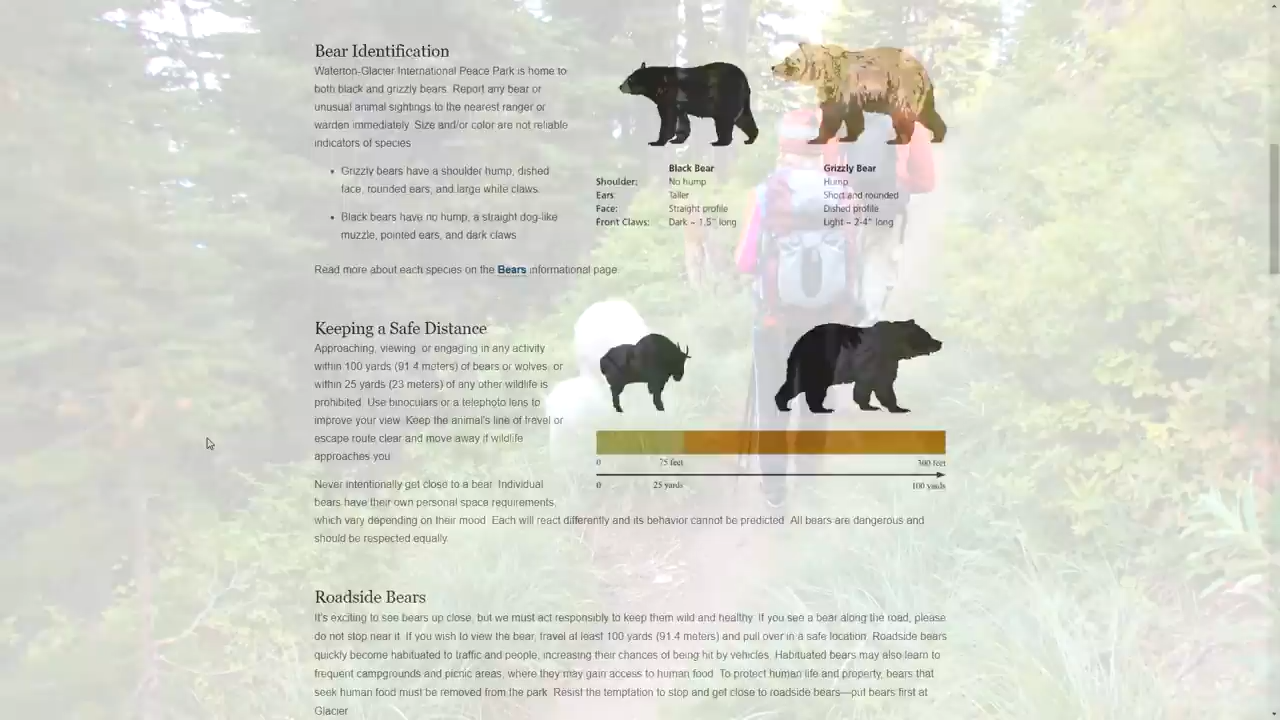 Bear Identification
Waterton-Glacier International Peace Park is home to
both black and grizzly bears. Report any bear or
unusual animal sightings to the nearest ranger or
warden immediately. Size and/or color are not reliable
indicators of species.
• Grizzly bears have a shoulder hump, dished
face, rounded ears, and large white claws.
• Black bears have no hump, a straight dog-like
muzzle, pointed ears, and dark claws.
Read more about each species on the Bears informational page.
Black Bear Grizzly Bear
Shoulder: No hump Hump
Ears: Taller Short and rounded
Face: Straight profile Dished profile
Front Claws: Dark ~ 1.5" long Light ~ 2-4" long
Keeping a Safe Distance
Approaching, viewing, or engaging in any activity
within 100 yards (91.4 meters) of bears or wolves, or
within 25 yards (23 meters) of any other wildlife is
prohibited. Use binoculars or a telephoto lens to
improve your view. Keep the animal's line of travel or
escape route clear and move away if wildlife
approaches you.
Never intentionally get close to a bear. Individual
bears have their own personal space requirements,
which vary depending on their mood. Each will react differently and its behavior cannot be predicted. All bears are dangerous and
should be respected equally.
0 75 feet 300 feet
0 25 yards 100 yards
Roadside Bears
It's exciting to see bears up close, but we must act responsibly to keep them wild and healthy. If you see a bear along the road, please
do not stop near it. If you wish to view the bear, travel at least 100 yards (91.4 meters) and pull over in a safe location. Roadside bears
quickly become habituated to traffic and people, increasing their chances of being hit by vehicles. Habituated bears may also learn to
frequent campgrounds and picnic areas, where they may gain access to human food. To protect human life and property, bears that
seek human food must be removed from the park. Resist the temptation to stop and get close to roadside bears—put bears first at
Glacier.